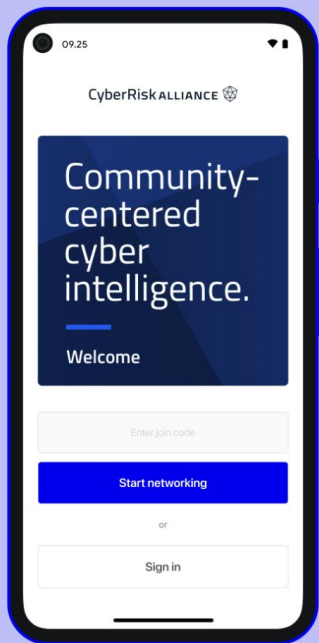 09.25
CyberRisk ALLIANCE
Community-
centered
cyber
intelligence.
Welcome
Enter join code
Start networking
or
Sign in